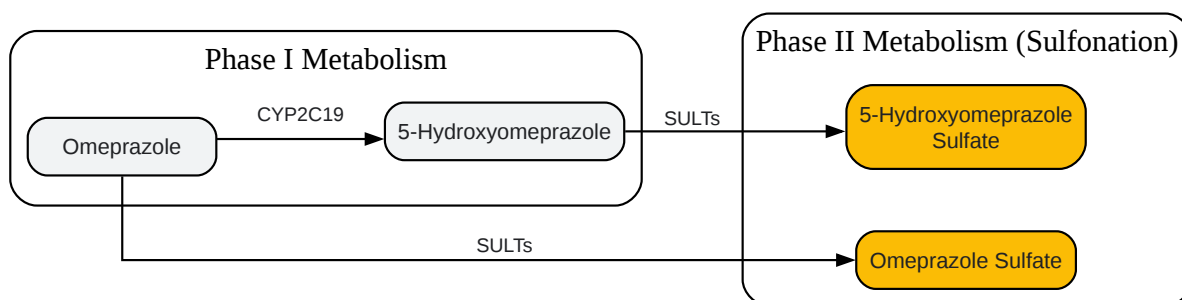 Phase I Metabolism
Phase II Metabolism (Sulfonation)
Omeprazole
CYP2C19
5-Hydroxyomeprazole
SULTs
5-Hydroxyomeprazole
Sulfate
SULTs
Omeprazole Sulfate